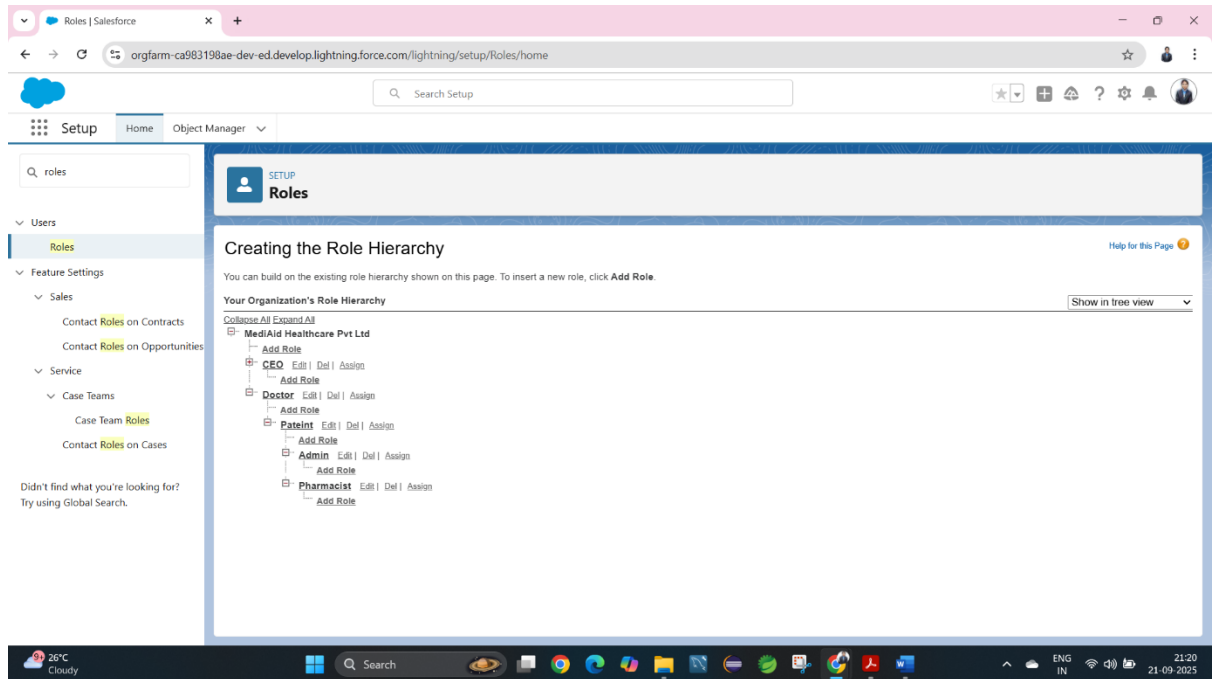 Roles | Salesforce
orgfarm-ca983198ae-dev-ed.develop.lightning.force.com/lightning/setup/Roles/home
Search Setup
Setup Home Object Manager
roles
Users
Roles
Feature Settings
Sales
Contact Roles on Contracts
Contact Roles on Opportunities
Service
Case Teams
Case Team Roles
Contact Roles on Cases
Didn't find what you're looking for?
Try using Global Search.
SETUP
Roles
Creating the Role Hierarchy
Help for this Page
You can build on the existing role hierarchy shown on this page. To insert a new role, click Add Role.
Your Organization's Role Hierarchy
Show in tree view
Collapse All Expand All
MediAid Healthcare Pvt Ltd
Add Role
CEO Edit | Del | Assign
Add Role
Doctor Edit | Del | Assign
Add Role
Pateint Edit | Del | Assign
Add Role
Admin Edit | Del | Assign
Add Role
Pharmacist Edit | Del | Assign
Add Role
9+
26°C
Cloudy
Search
ENG
IN
21:20
21-09-2025